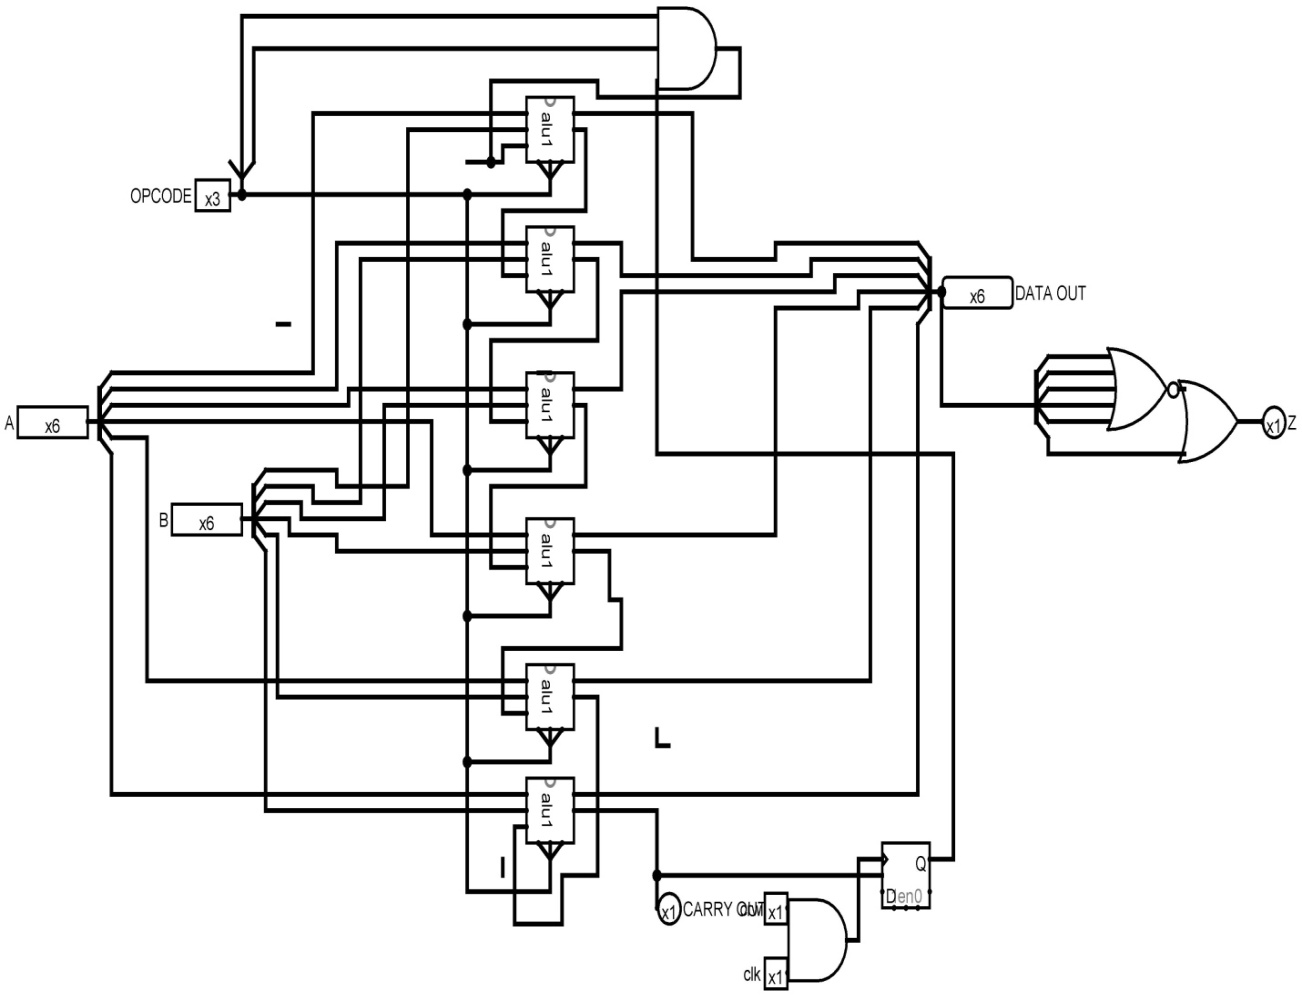 alu1
OPCODE x3
alu1
x6 DATA OUT
alu1
A x6
x1 Z
B x6
alu1
alu1
alu1
Q
D en0
x1 CARRY OUT x1
clk x1